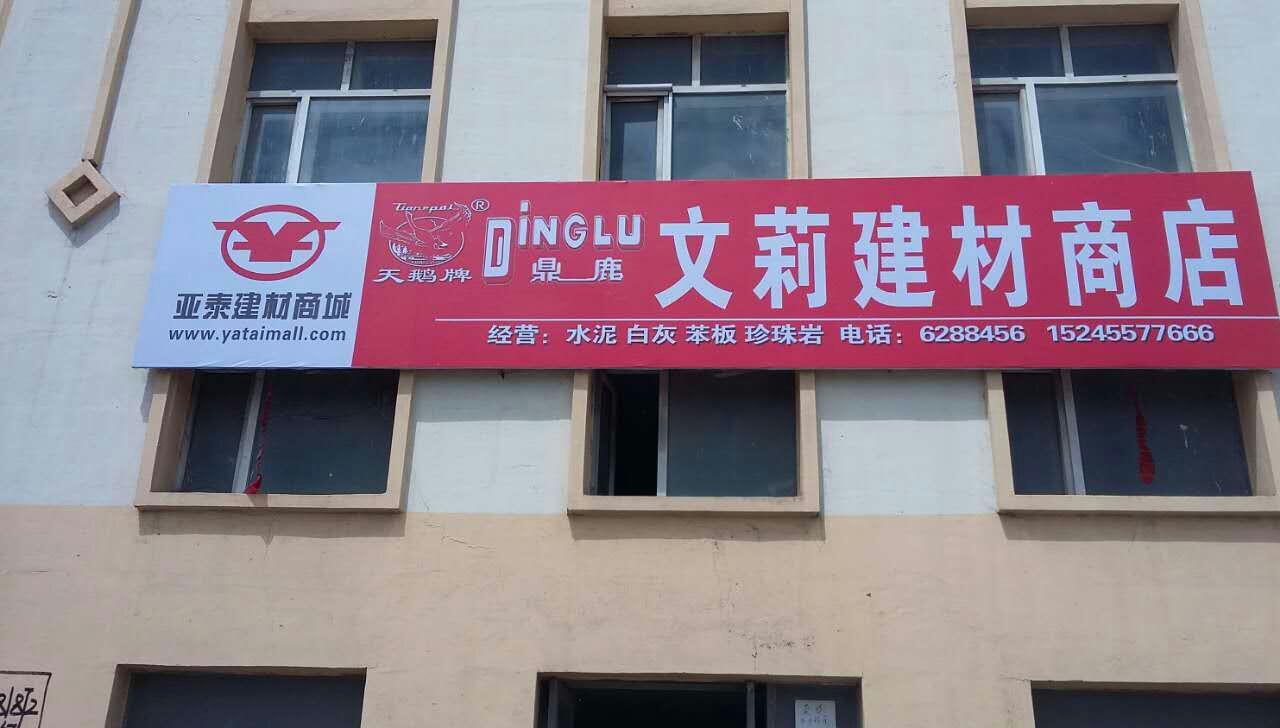 亚泰建材商城
www.yataimall.com
天鹅牌
DINGLU
鼎鹿
文莉建材商店
经营：水泥 白灰 苯板 珍珠岩 电话：6288456 15245577666